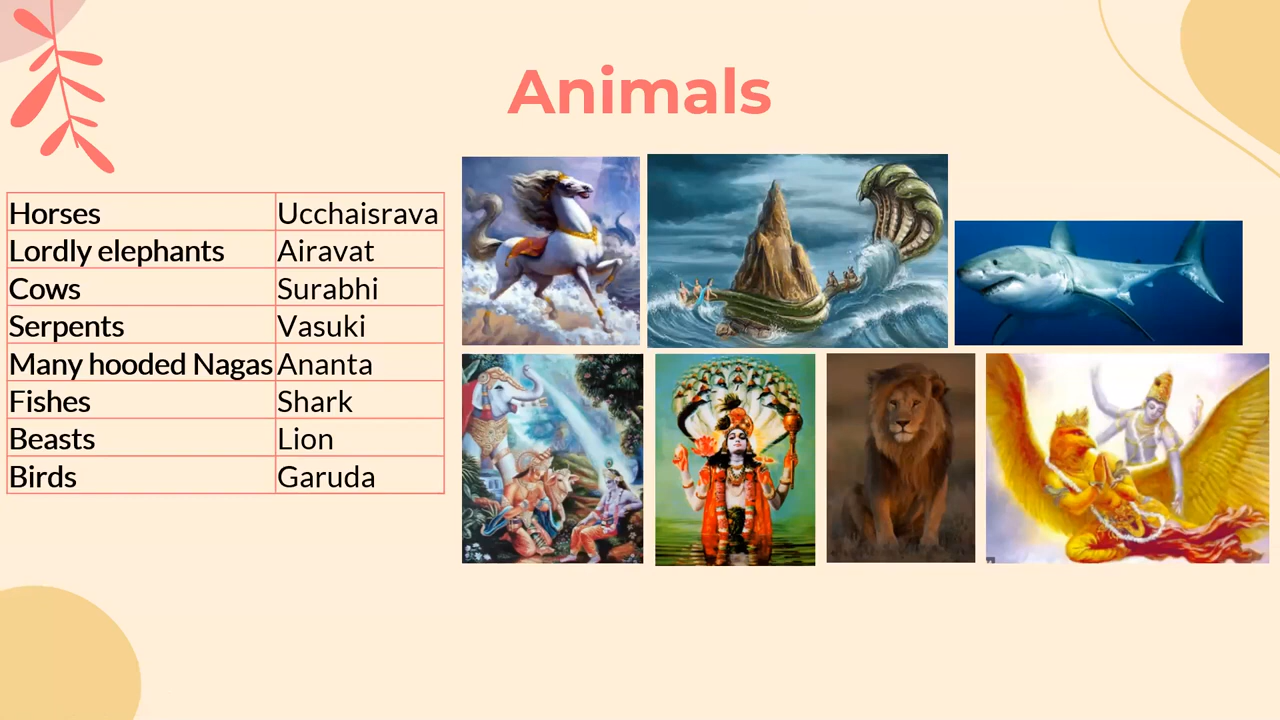 Animals
Horses Ucchaisrava
Lordly elephants Airavat
Cows Surabhi
Serpents Vasuki
Many hooded Nagas Ananta
Fishes Shark
Beasts Lion
Birds Garuda